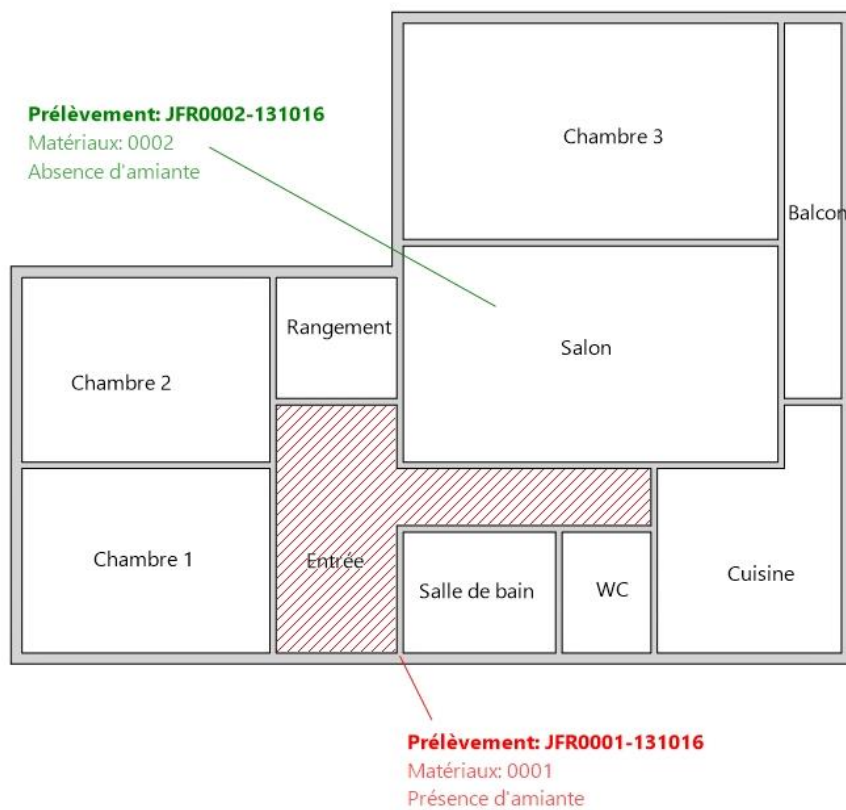 Prélèvement: JFR0002-131016
Matériaux: 0002
Absence d'amiante
Chambre 3
Balcon
Rangement
Salon
Chambre 2
Chambre 1
Entrée
Salle de bain
WC
Cuisine
Prélèvement: JFR0001-131016
Matériaux: 0001
Présence d'amiante